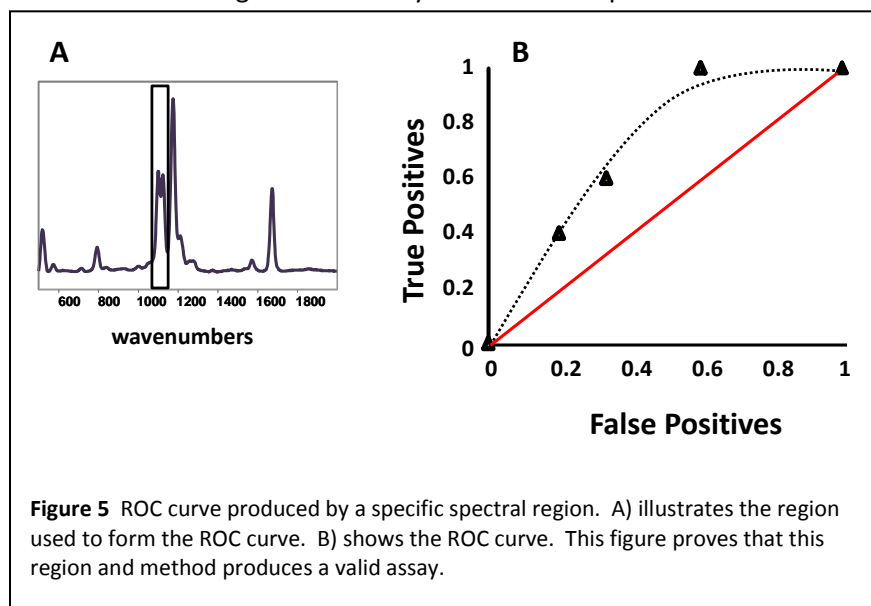 A
B
600 800 1000 1200 1400 1600 1800
wavenumbers
True Positives
1
0.8
0.6
0.4
0.2
0
0 0.2 0.4 0.6 0.8 1
False Positives
Figure 5 ROC curve produced by a specific spectral region. A) illustrates the region
used to form the ROC curve. B) shows the ROC curve. This figure proves that this
region and method produces a valid assay.